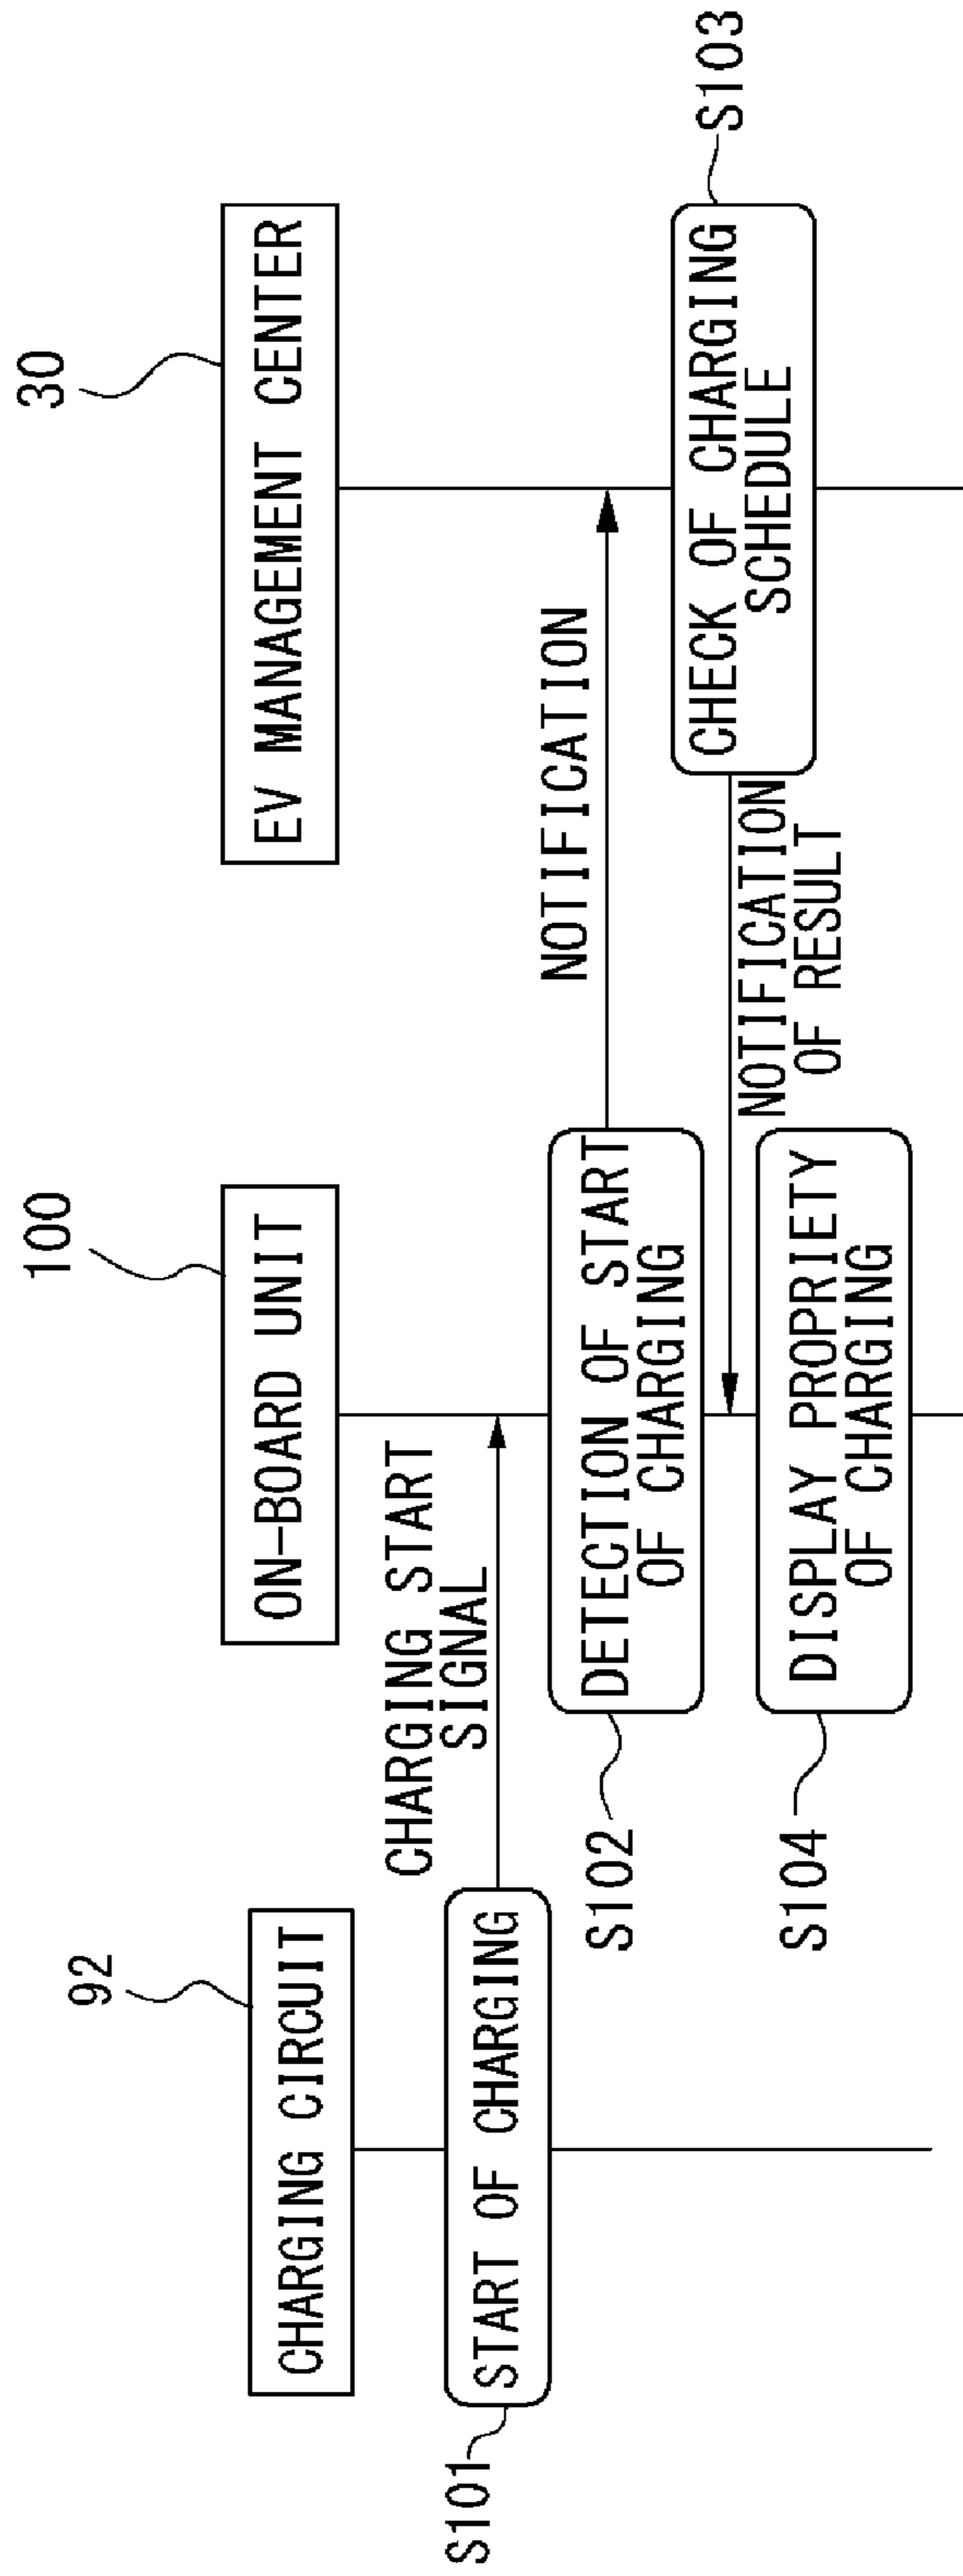 92
100
30
CHARGING CIRCUIT
ON-BOARD UNIT
EV MANAGEMENT CENTER
CHARGING START
SIGNAL
S101
START OF CHARGING
NOTIFICATION
S102
DETECTION OF START
OF CHARGING
S103
CHECK OF CHARGING
SCHEDULE
NOTIFICATION
OF RESULT
S104
DISPLAY PROPRIETY
OF CHARGING